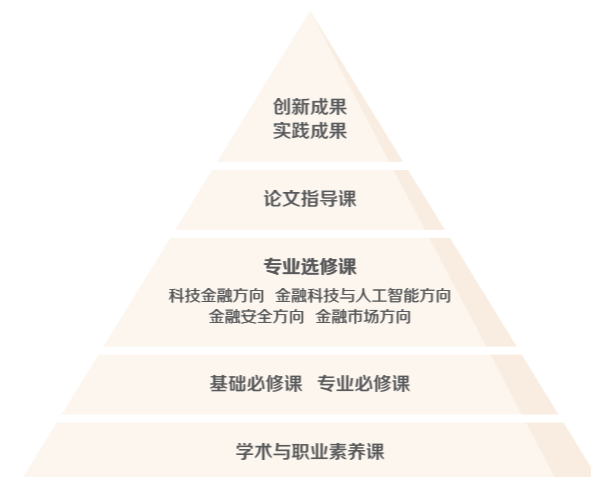 创新成果
实践成果
论文指导课
专业选修课
科技金融方向 金融科技与人工智能方向
金融安全方向 金融市场方向
基础必修课 专业必修课
学术与职业素养课